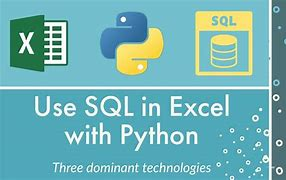 X
SQL
Use SQL in Excel
with Python
Three dominant technologies